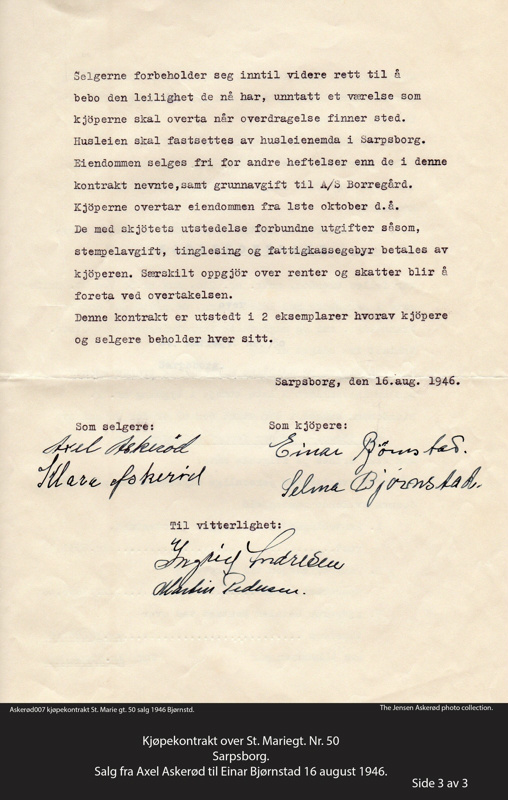 Selgerne forbeholder seg inntil videre rett til å
bebo den leilighet de nå har, unntatt et værelse som
kjöperne skal overta når overdragelse finner sted.
Husleien skal fastsettes av husleienemda i Sarpsborg.
Eiendommen selges fri for andre heftelser enn de i denne
kontrakt nevnte,samt grunnavgift til A/S Borregård.
Kjöperne overtar eiendommen fra 1ste oktober d.å.
De med skjötets utstedelse forbundne utgifter såsom,
stempelavgift, tinglesing og fattigkassegebyr betales av
kjöperen. Særskilt oppgjör over renter og skatter blir å
foreta ved overtakelsen.
Denne kontrakt er utstedt i 2 eksemplarer hvorav kjöpere
og selgere beholder hver sitt.
Sarpsborg, den 16.aug. 1946.
Som selgere: Som kjöpere:
Axel Askerød Einar Bjørnstad.
Klara Askerød Selma Bjørnstad.
Til vitterlighet:
Ingrid Andresen
Martin Pedersen.
Askerød007 kjøpekontrakt St. Marie gt. 50 salg 1946 Bjørnstd. The Jensen Askerød photo collection.
Kjøpekontrakt over St. Mariegt. Nr. 50
Sarpsborg.
Salg fra Axel Askerød til Einar Bjørnstad 16 august 1946.
Side 3 av 3